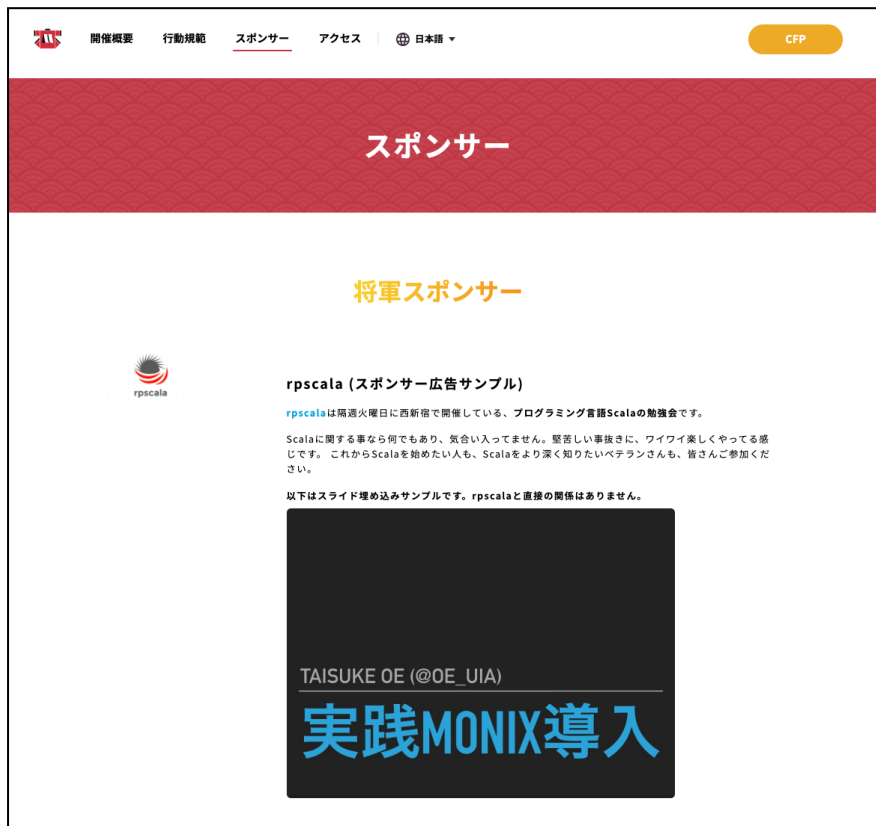 開催概要 行動規範 スポンサー アクセス 日本語 CFP
スポンサー
将軍スポンサー
rpscala
rpscala (スポンサー広告サンプル)
rpscalaは隔週火曜日に西新宿で開催している、プログラミング言語Scalaの勉強会です。
Scalaに関する事なら何でもあり、気合い入ってません。堅苦しい事抜きに、ワイワイ楽しくやってる感
じです。 これからScalaを始めたい人も、Scalaをより深く知りたいベテランさんも、皆さんご参加くだ
さい。
以下はスライド埋め込みサンプルです。rpscalaと直接の関係はありません。
TAISUKE OE (@OE_UIA)
実践MONIX導入